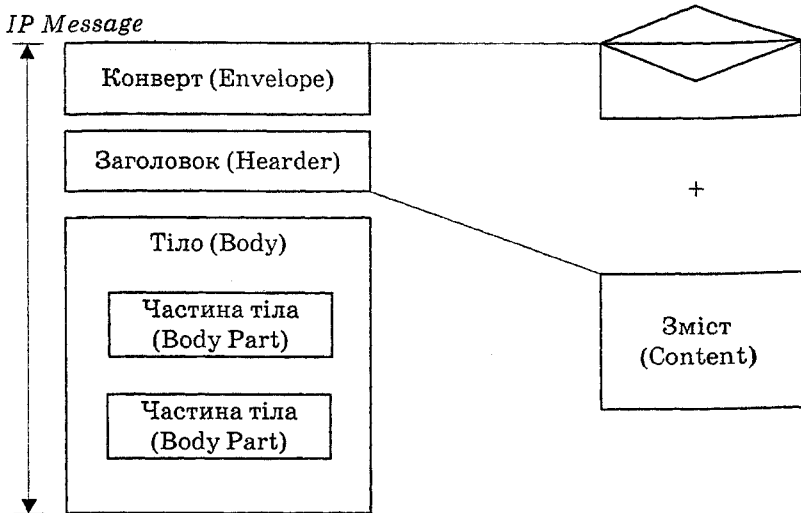 IP Message
Конверт (Envelope)
Заголовок (Hearder)
+
Тіло (Body)
Частина тіла
(Body Part)
Зміст
(Content)
Частина тіла
(Body Part)